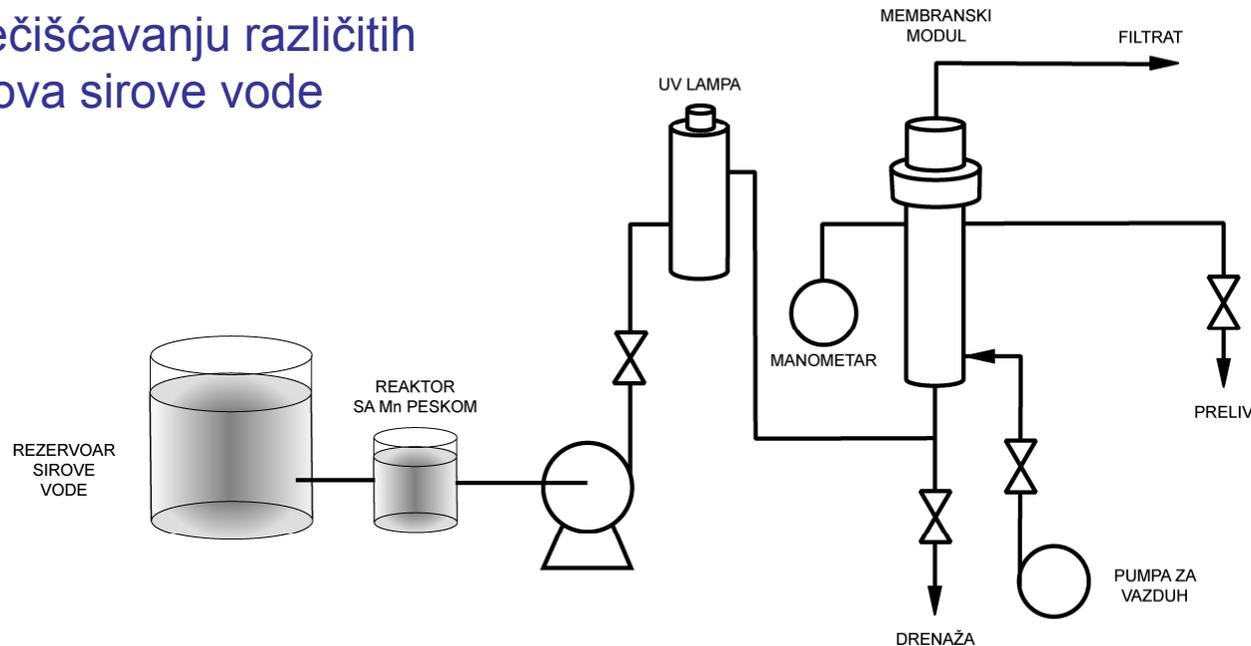 ečišćavanju različitih
ova sirove vode
MEMBRANSKI
MODUL
FILTRAT
UV LAMPA
MANOMETAR
REAKTOR
SA Mn PESKOM
PRELIV
REZERVOAR
SIROVE
VODE
PUMPA ZA
VAZDUH
DRENAŽA